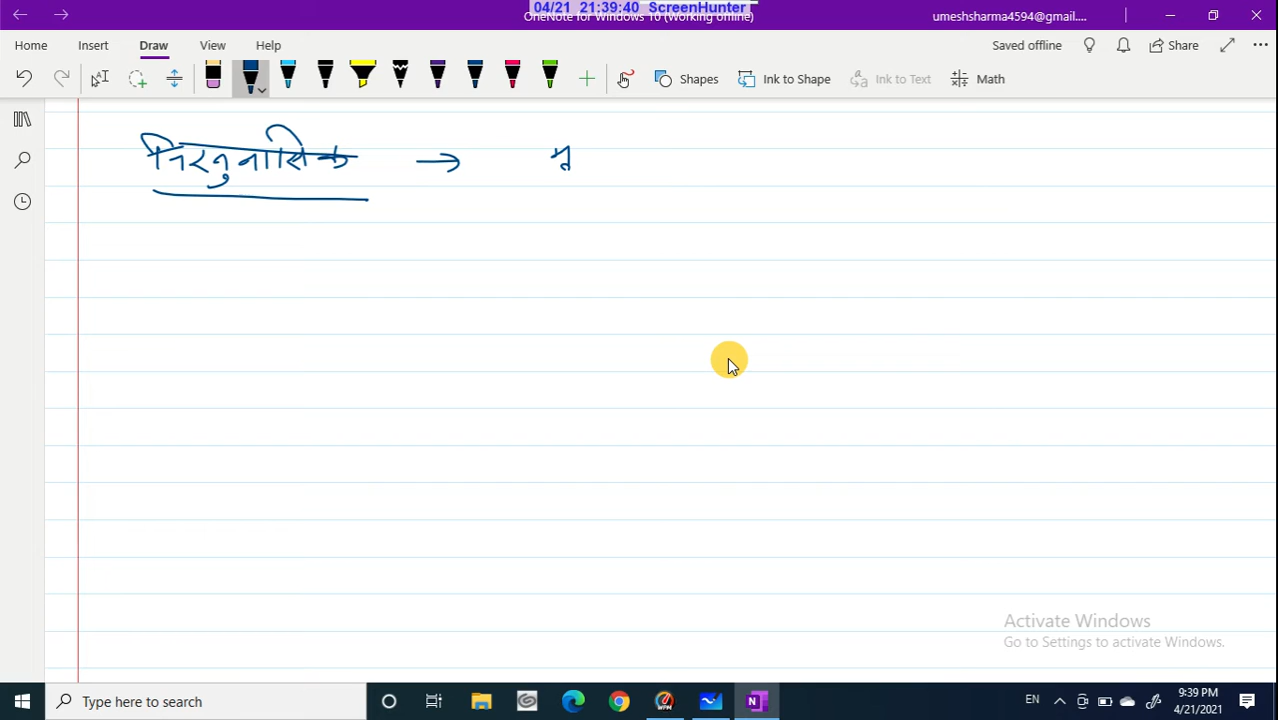 04/21 21:39:40 ScreenHunter
OneNote for Windows 10 (Working offline)
umeshsharma4594@gmail....
Home Insert Draw View Help
Saved offline Share
Shapes Ink to Shape Ink to Text Math
निरनुनासिक →
Activate Windows
Go to Settings to activate Windows.
Type here to search
EN 9:39 PM
4/21/2021